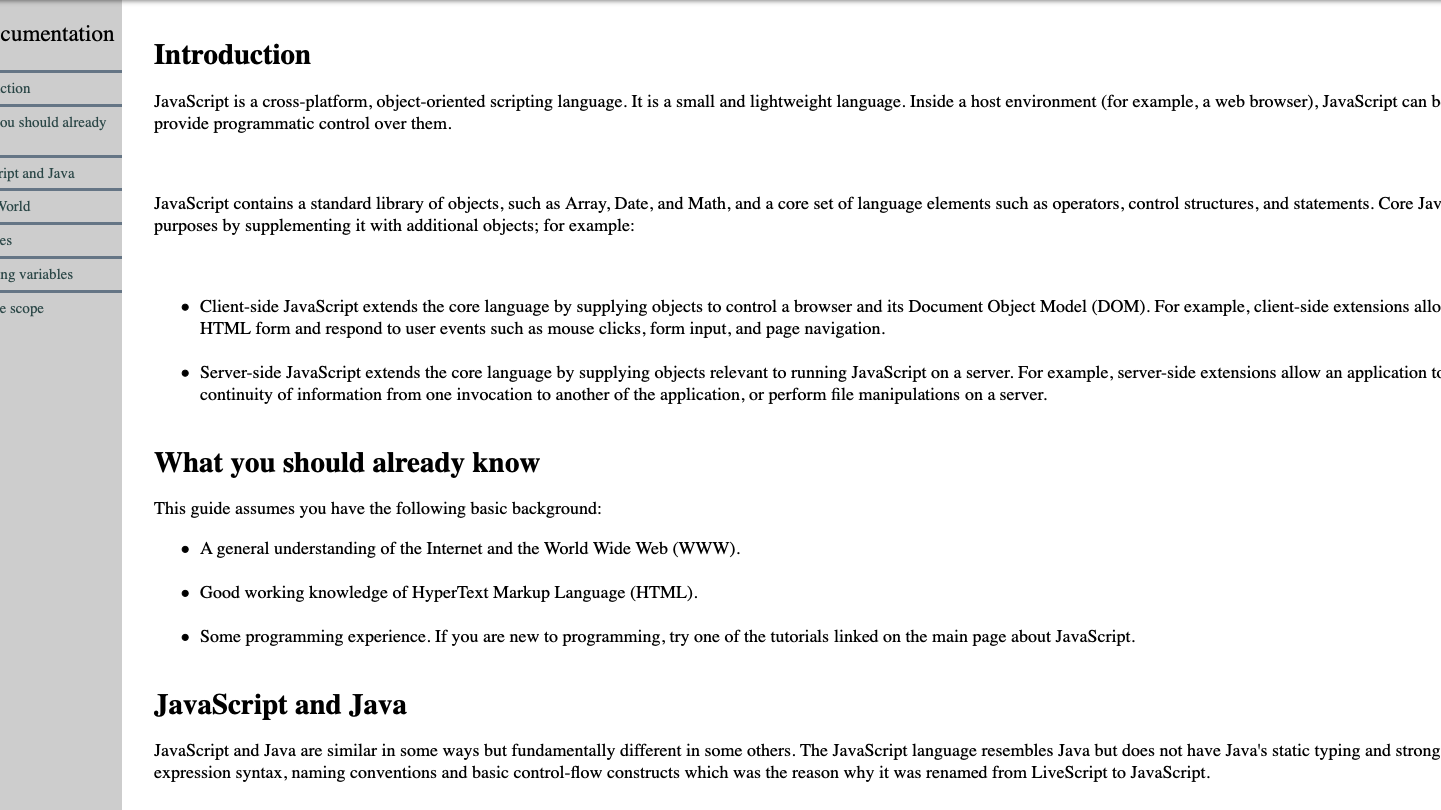 cumentation
ction
ou should already
ript and Java
World
es
ng variables
e scope
Introduction
JavaScript is a cross-platform, object-oriented scripting language. It is a small and lightweight language. Inside a host environment (for example, a web browser), JavaScript can b
provide programmatic control over them.
JavaScript contains a standard library of objects, such as Array, Date, and Math, and a core set of language elements such as operators, control structures, and statements. Core Jav
purposes by supplementing it with additional objects; for example:
• Client-side JavaScript extends the core language by supplying objects to control a browser and its Document Object Model (DOM). For example, client-side extensions allo
HTML form and respond to user events such as mouse clicks, form input, and page navigation.
• Server-side JavaScript extends the core language by supplying objects relevant to running JavaScript on a server. For example, server-side extensions allow an application to
continuity of information from one invocation to another of the application, or perform file manipulations on a server.
What you should already know
This guide assumes you have the following basic background:
• A general understanding of the Internet and the World Wide Web (WWW).
• Good working knowledge of HyperText Markup Language (HTML).
• Some programming experience. If you are new to programming, try one of the tutorials linked on the main page about JavaScript.
JavaScript and Java
JavaScript and Java are similar in some ways but fundamentally different in some others. The JavaScript language resembles Java but does not have Java's static typing and strong
expression syntax, naming conventions and basic control-flow constructs which was the reason why it was renamed from LiveScript to JavaScript.